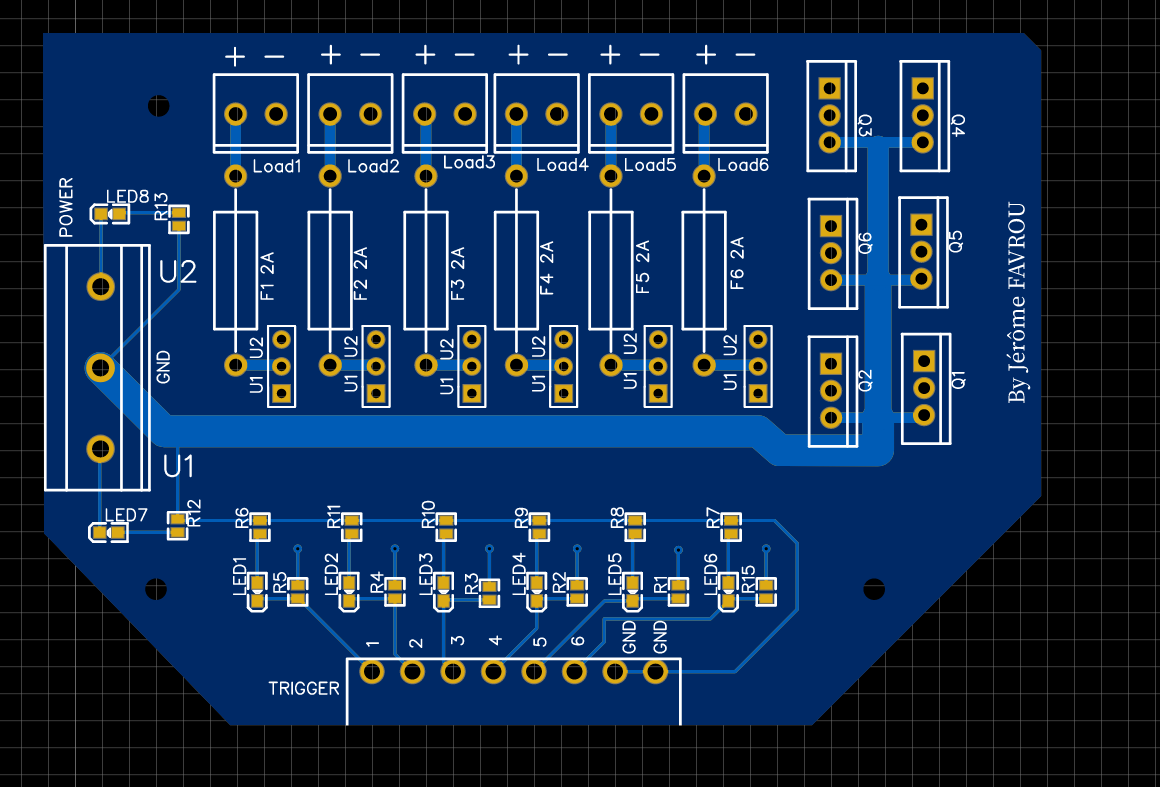 + − + − + − + − + − + −
Load1 Load2 Load3 Load4 Load5 Load6
Q3 Q4
POWER
LED8 R13
U2
GND
F1 2A F2 2A F3 2A F4 2A F5 2A F6 2A
Q6 Q5
By Jérôme FAVROU
U2 U2 U2 U2 U2 U2
U1 U1 U1 U1 U1 U1
Q2 Q1
U1
LED7 R12
R6 R11 R10 R9 R8 R7
LED1 R5 LED2 R4 LED3 R3 LED4 R2 LED5 R1 LED6 R15
1 2 3 4 5 6 GND GND
TRIGGER